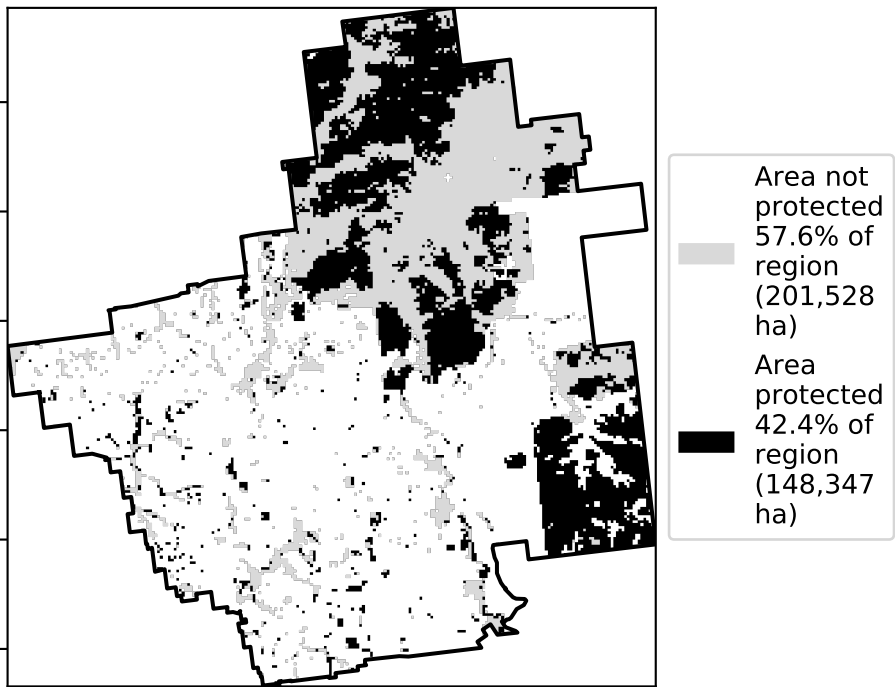 Area not
protected
57.6% of
region
(201,528
ha)
Area
protected
42.4% of
region
(148,347
ha)